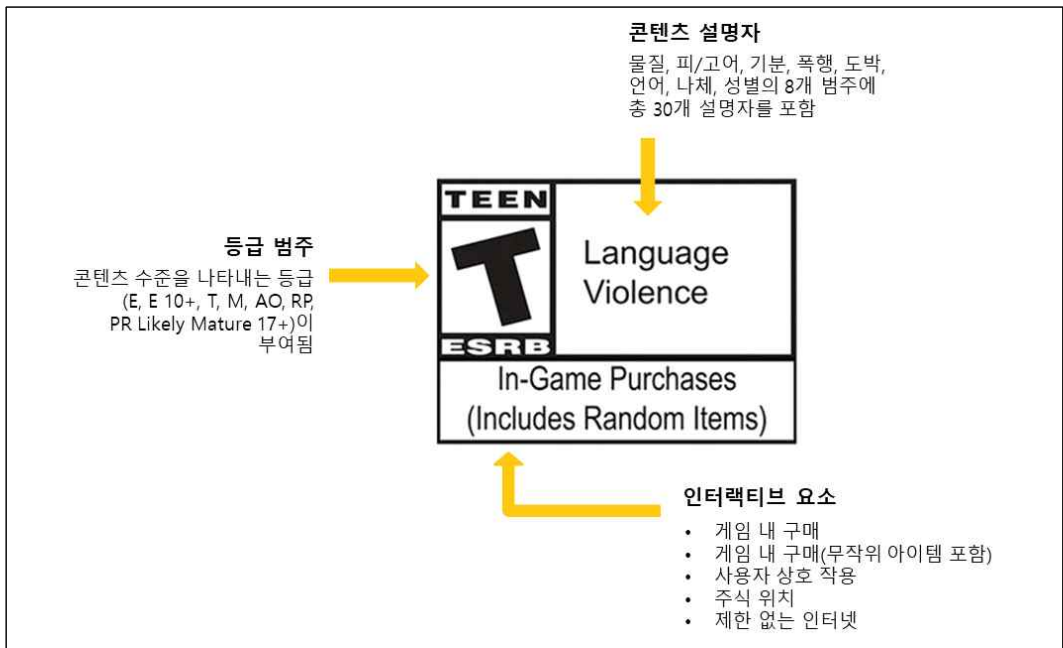 콘텐츠 설명자
물질, 피/고어, 기분, 폭행, 도박,
언어, 나체, 성별의 8개 범주에
총 30개 설명자를 포함
등급 범주
콘텐츠 수준을 나타내는 등급
(E, E 10+, T, M, AO, RP,
PR Likely Mature 17+)이
부여됨
TEEN
T
ESRB
Language
Violence
In-Game Purchases
(Includes Random Items)
인터랙티브 요소
• 게임 내 구매
• 게임 내 구매(무작위 아이템 포함)
• 사용자 상호 작용
• 주식 위치
• 제한 없는 인터넷